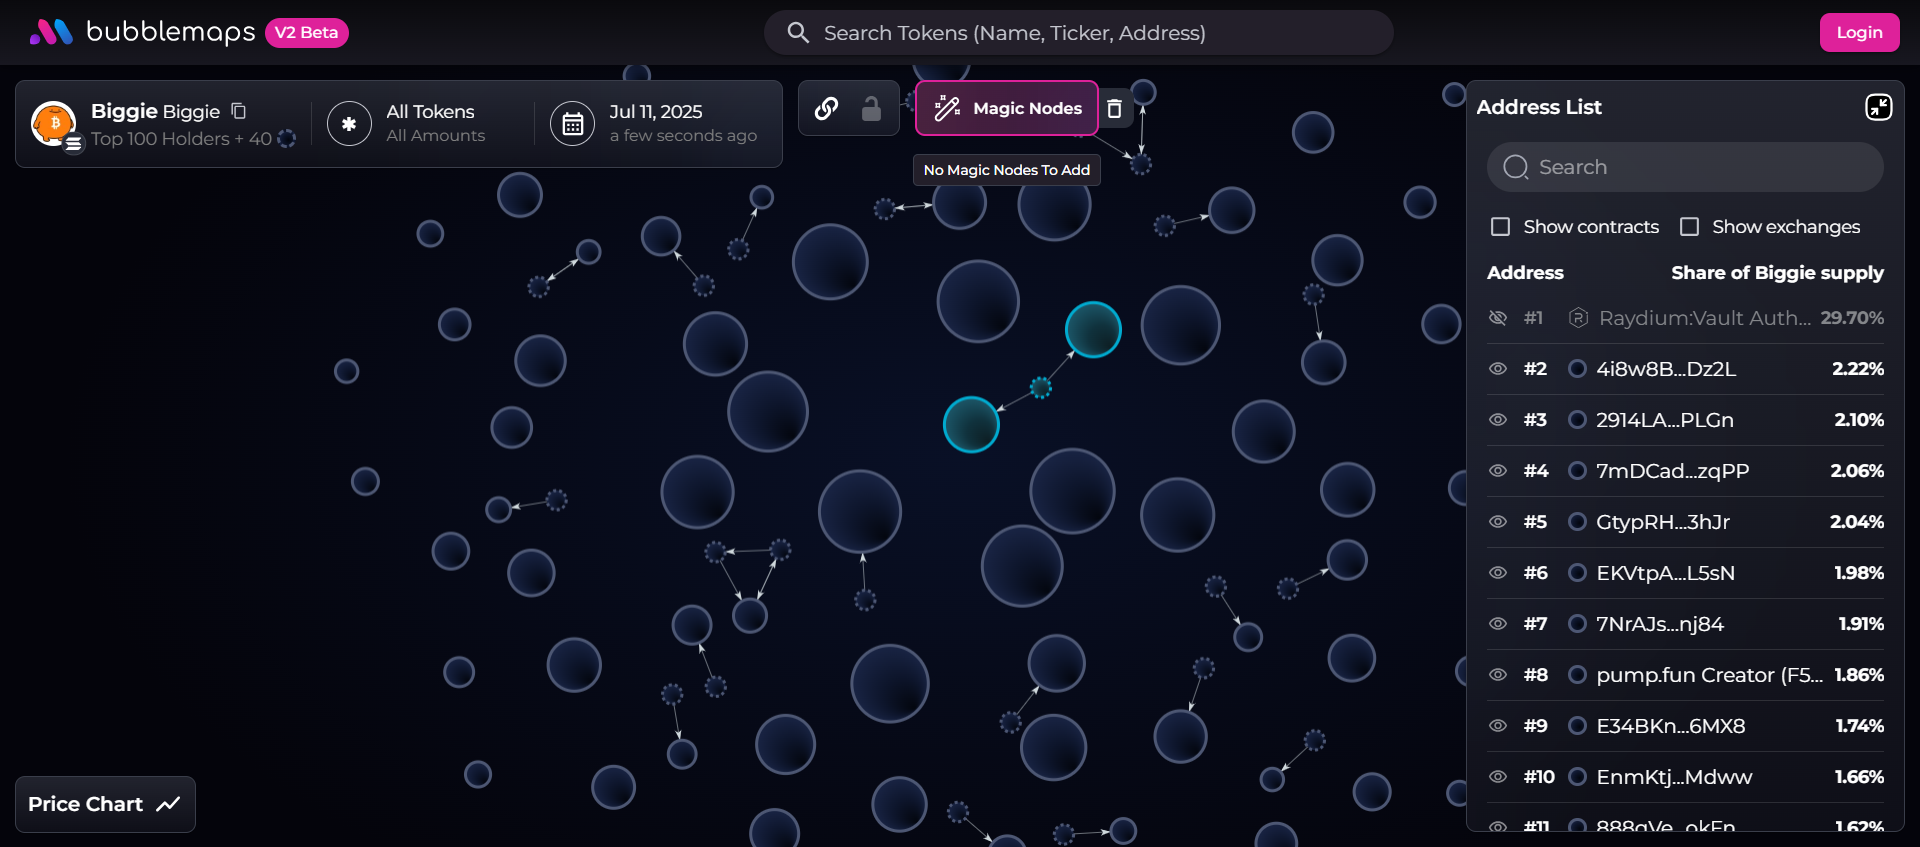 bubblemaps V2 Beta
Search Tokens (Name, Ticker, Address)
Login
Biggie Biggie
Top 100 Holders + 40
All Tokens
All Amounts
Jul 11, 2025
a few seconds ago
Magic Nodes
No Magic Nodes To Add
Address List
Search
Show contracts Show exchanges
Address Share of Biggie supply
#1 Raydium:Vault Auth... 29.70%
#2 4i8w8B...Dz2L 2.22%
#3 2914LA...PLGn 2.10%
#4 7mDCad...zqPP 2.06%
#5 GtypRH...3hJr 2.04%
#6 EKVtpA...L5sN 1.98%
#7 7NrAJs...nj84 1.91%
#8 pump.fun Creator (F5... 1.86%
#9 E34BKn...6MX8 1.74%
#10 EnmKtj...Mdww 1.66%
#11 1.62%
Price Chart